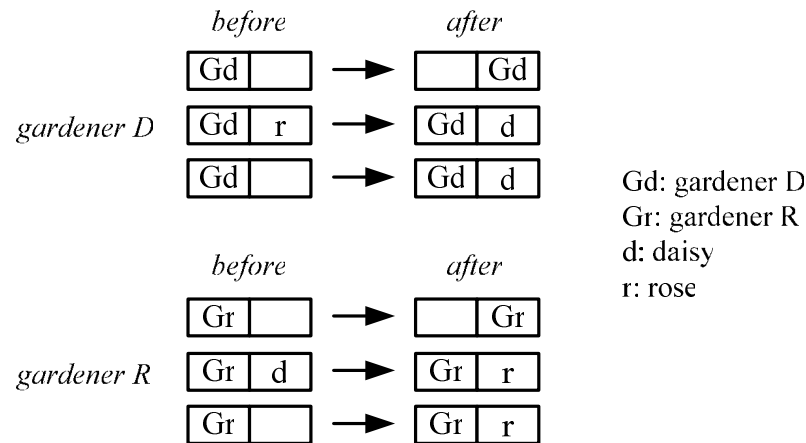 before after
Gd Gd
gardener D Gd r Gd d
Gd Gd d
Gd: gardener D
Gr: gardener R
d: daisy
r: rose
before after
Gr Gr
gardener R Gr d Gr r
Gr Gr r